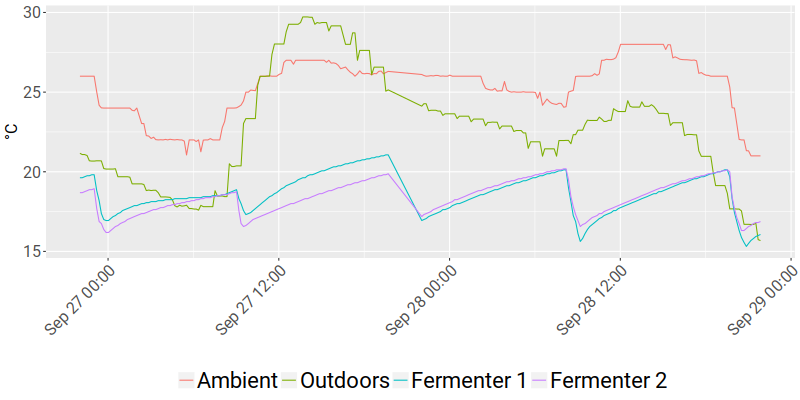 30
25
20
15
°C
Sep 27 00:00
Sep 27 12:00
Sep 28 00:00
Sep 28 12:00
Sep 29 00:00
Ambient Outdoors Fermenter 1 Fermenter 2